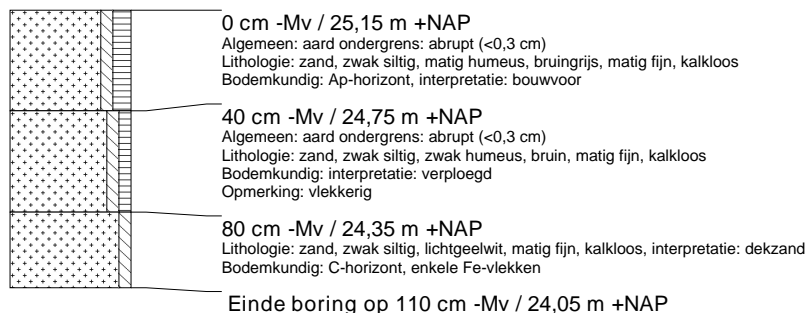 0 cm -Mv / 25,15 m +NAP
Algemeen: aard ondergrens: abrupt (<0,3 cm)
Lithologie: zand, zwak siltig, matig humeus, bruingrijs, matig fijn, kalkloos
Bodemkundig: Ap-horizont, interpretatie: bouwvoor
40 cm -Mv / 24,75 m +NAP
Algemeen: aard ondergrens: abrupt (<0,3 cm)
Lithologie: zand, zwak siltig, zwak humeus, bruin, matig fijn, kalkloos
Bodemkundig: interpretatie: verploegd
Opmerking: vlekkerig
80 cm -Mv / 24,35 m +NAP
Lithologie: zand, zwak siltig, lichtgeelwit, matig fijn, kalkloos, interpretatie: dekzand
Bodemkundig: C-horizont, enkele Fe-vlekken
Einde boring op 110 cm -Mv / 24,05 m +NAP